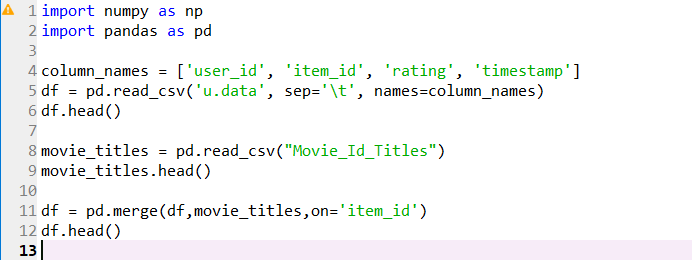 1 import numpy as np
2 import pandas as pd
3
4 column_names = ['user_id', 'item_id', 'rating', 'timestamp']
5 df = pd.read_csv('u.data', sep='\t', names=column_names)
6 df.head()
7
8 movie_titles = pd.read_csv("Movie_Id_Titles")
9 movie_titles.head()
10
11 df = pd.merge(df,movie_titles,on='item_id')
12 df.head()
13